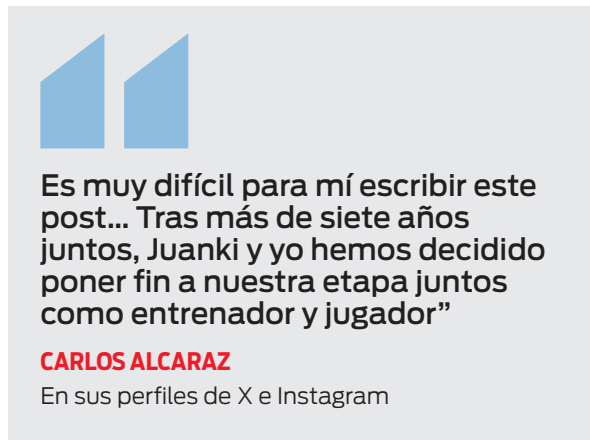 Es muy difícil para mí escribir este
post... Tras más de siete años
juntos, Juanki y yo hemos decidido
poner fin a nuestra etapa juntos
como entrenador y jugador”
CARLOS ALCARAZ
En sus perfiles de X e Instagram